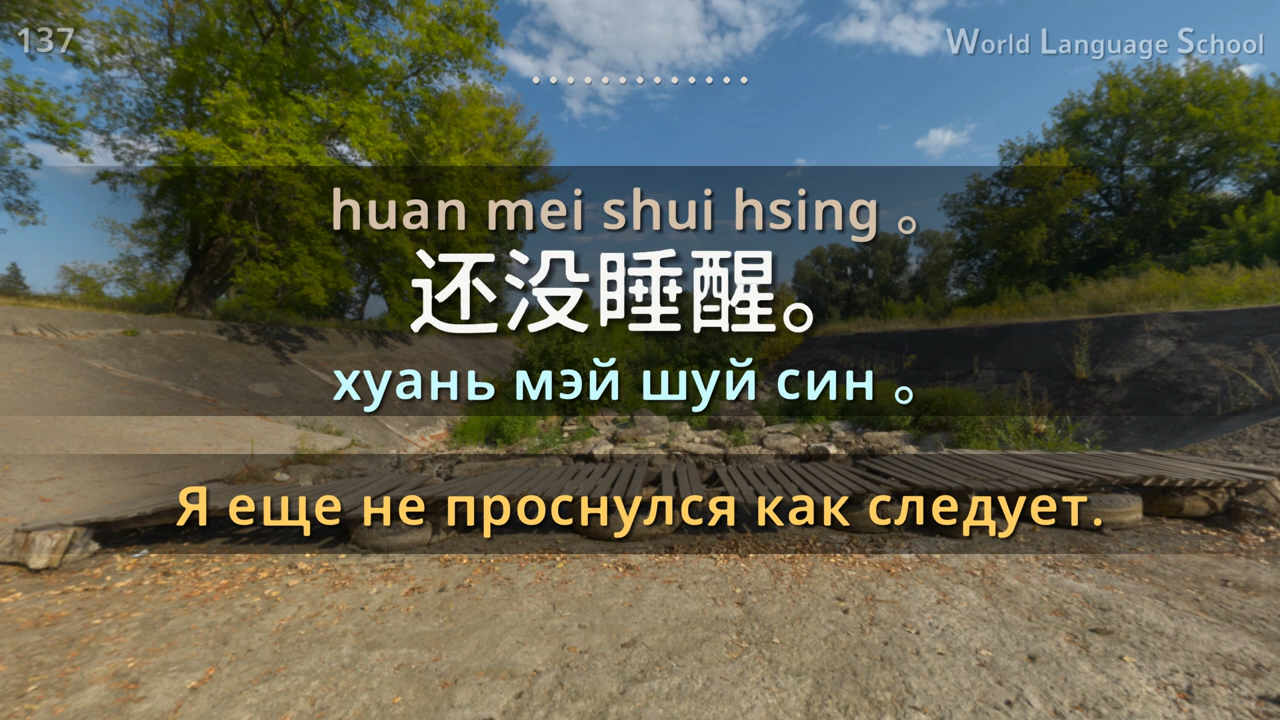 137
World Language School
huan mei shui hsing 。
还没睡醒。
хуань мэй шуй син 。
Я еще не проснулся как следует.